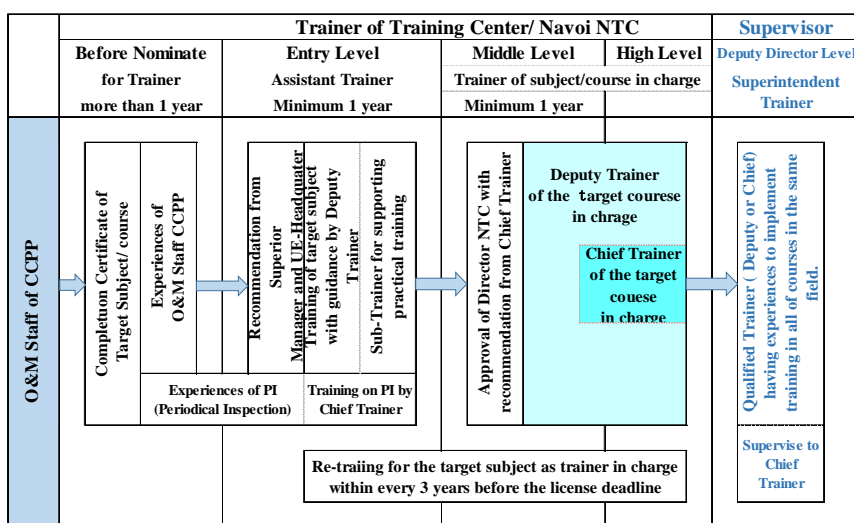 Trainer of Training Center/ Navoi NTC
Supervisor
Before Nominate
for Trainer
more than 1 year
Entry Level
Assistant Trainer
Minimum 1 year
Middle Level
High Level
Trainer of subject/course in charge
Minimum 1 year
Deputy Director Level
Superintendent
Trainer
O&M Staff of CCPP
Completuon Certificate of
Target Subject/ course
Experiences of
O&M Staff CCPP
Recommendation from
Superior
Manager and UE-Headquater
Training of target subject
with guidance by Deputy
Trainer
Sub-Trainer for supporting
practical training
Experiences of PI
(Periodical Inspection)
Training on PI by
Chief Trainer
Approval of Director NTC with
recommendation from Chief Trainer
Deputy Trainer
of the target courese
in chrage
Chief Trainer
of the target
couese
in charge
Qualified Trainer ( Deputy or Chief)
having experiences to implement
training in all of courses in the same
field.
Supervise to
Chief
Trainer
Re-traiing for the target subject as trainer in charge
within every 3 years before the license deadline